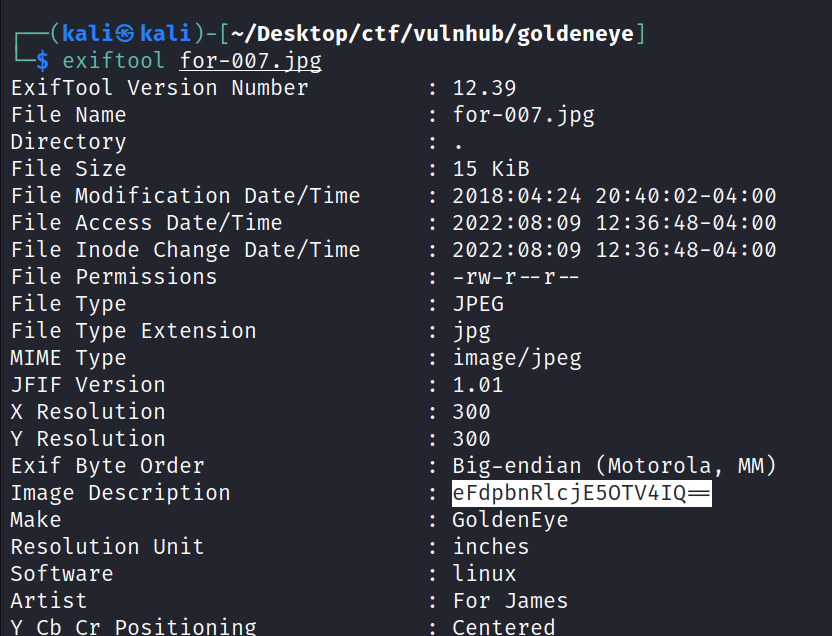 ┌──(kali㉿kali)-[~/Desktop/ctf/vulnhub/goldeneye]
└─$ exiftool for-007.jpg
ExifTool Version Number : 12.39
File Name : for-007.jpg
Directory : .
File Size : 15 KiB
File Modification Date/Time : 2018:04:24 20:40:02-04:00
File Access Date/Time : 2022:08:09 12:36:48-04:00
File Inode Change Date/Time : 2022:08:09 12:36:48-04:00
File Permissions : -rw-r--r--
File Type : JPEG
File Type Extension : jpg
MIME Type : image/jpeg
JFIF Version : 1.01
X Resolution : 300
Y Resolution : 300
Exif Byte Order : Big-endian (Motorola, MM)
Image Description : eFdpbnRlcjE5OTV4IQ==
Make : GoldenEye
Resolution Unit : inches
Software : linux
Artist : For James
Y Cb Cr Positioning : Centered